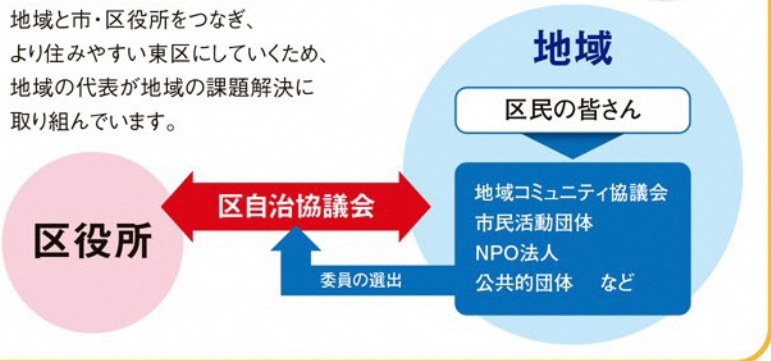 地域と市・区役所をつなぎ、
より住みやすい東区にしていくため、
地域の代表が地域の課題解決に
取り組んでいます。
地域
区民の皆さん
区役所
区自治協議会
地域コミュニティ協議会
市民活動団体
NPO法人
公共的団体　など
委員の選出